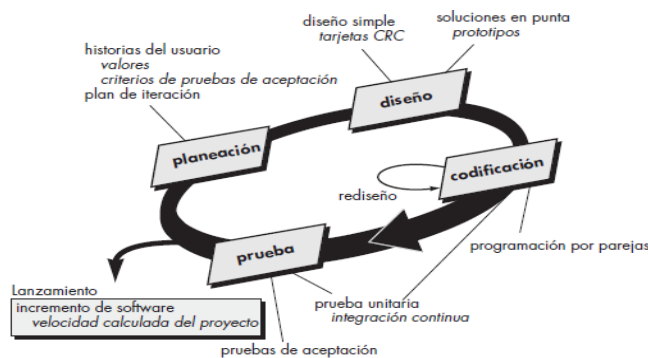 diseño simple
tarjetas CRC
soluciones en punta
prototipos
historias del usuario
valores
criterios de pruebas de aceptación
plan de iteración
diseño
planeación
codificación
rediseño
prueba
programación por parejas
Lanzamiento
incremento de software
velocidad calculada del proyecto
prueba unitaria
integración continua
pruebas de aceptación